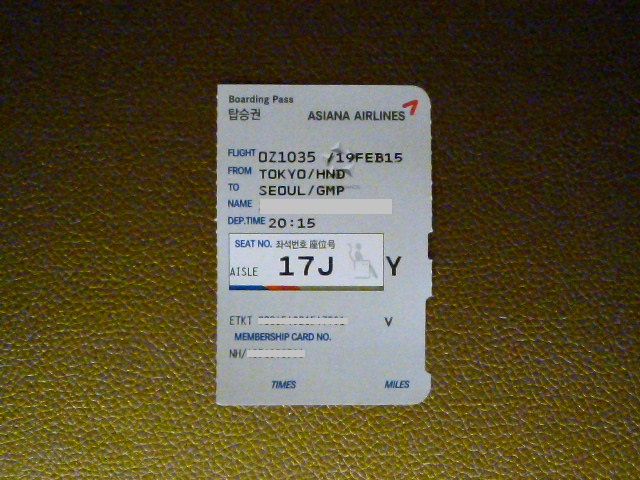 Boarding Pass
탑승권
ASIANA AIRLINES
FLIGHT OZ1035 /19FEB15
FROM TOKYO/HND
TO SEOUL/GMP
NAME
DEP.TIME 20:15
SEAT NO. 좌석번호 座位号
AISLE 17J Y
ETKT V
MEMBERSHIP CARD NO.
NH/
TIMES MILES